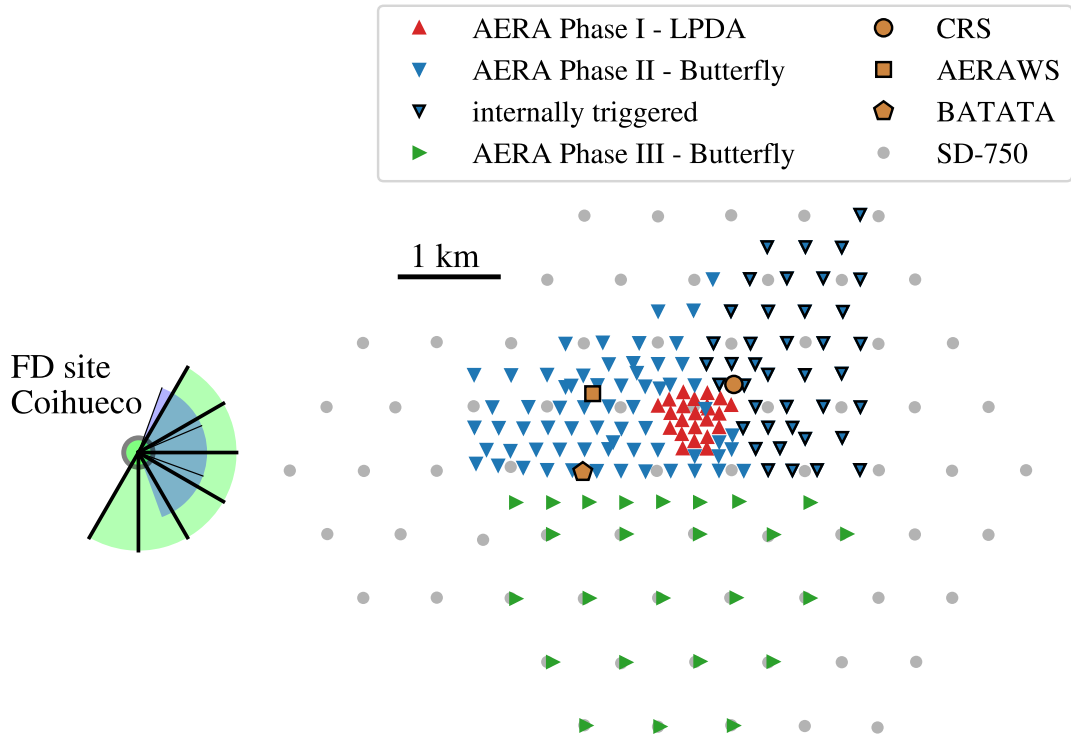 AERA Phase I - LPDA
AERA Phase II - Butterfly
internally triggered
AERA Phase III - Butterfly
CRS
AERAWS
BATATA
SD-750
1 km
FD site
Coihueco